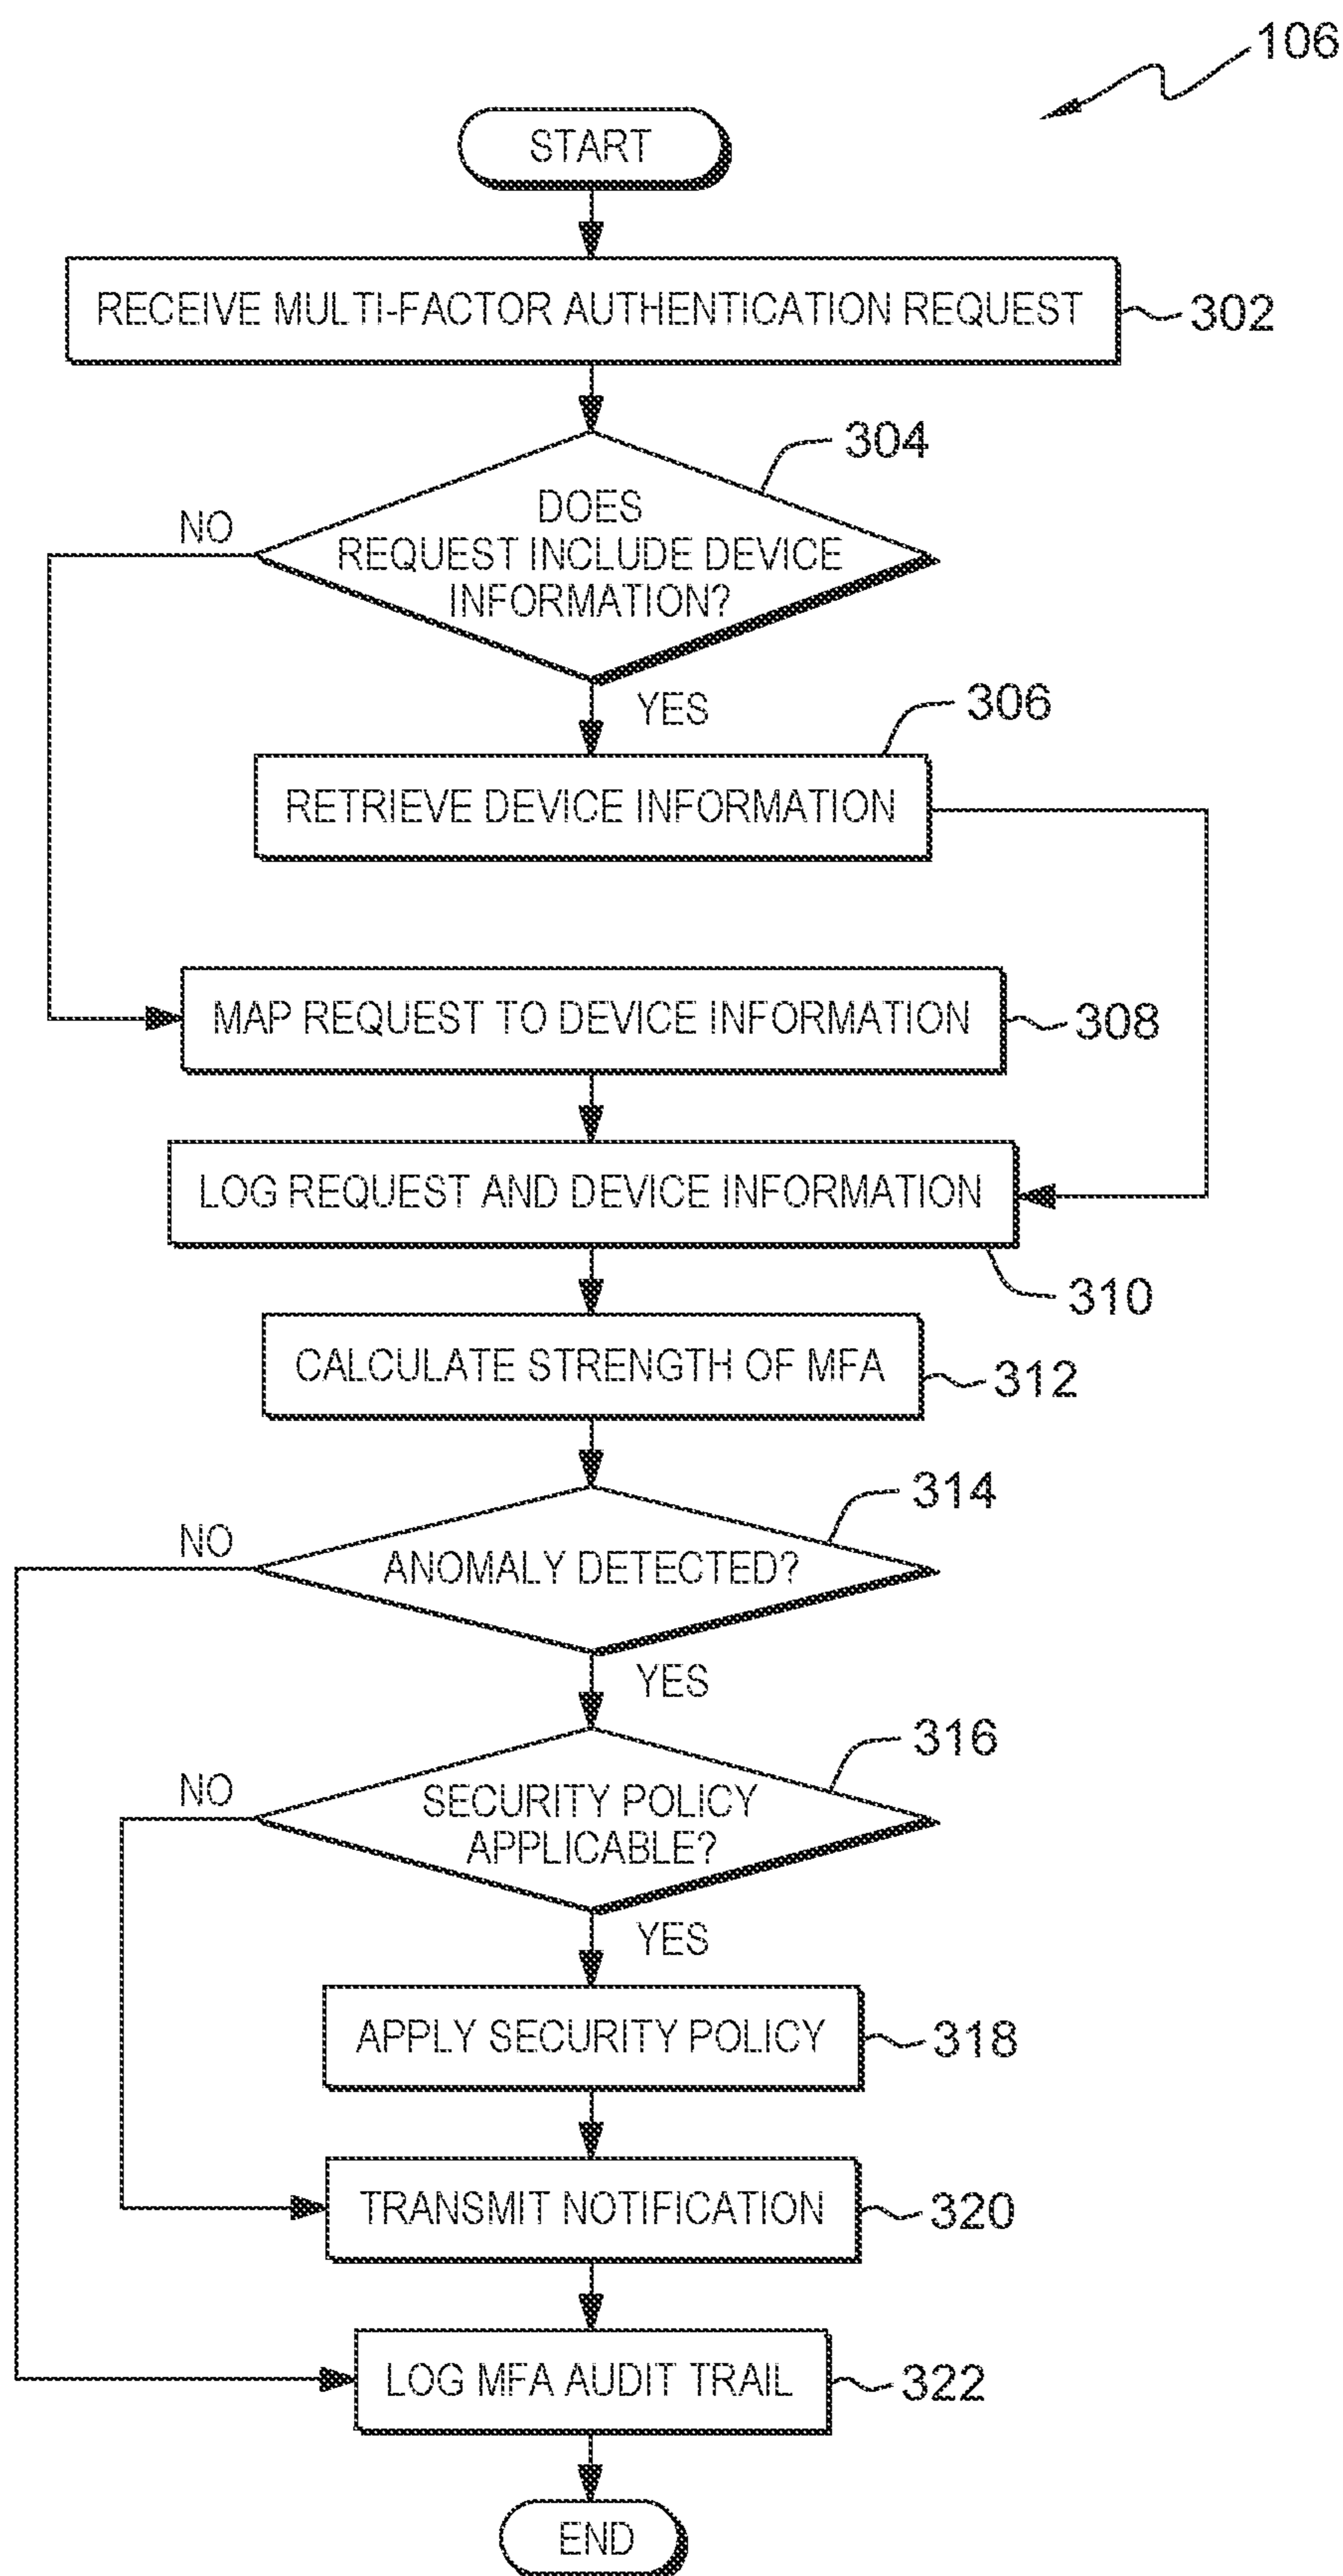 106
START
RECEIVE MULTI-FACTOR AUTHENTICATION REQUEST
302
304
DOES
REQUEST INCLUDE DEVICE
INFORMATION?
NO
YES
306
RETRIEVE DEVICE INFORMATION
MAP REQUEST TO DEVICE INFORMATION
308
LOG REQUEST AND DEVICE INFORMATION
310
CALCULATE STRENGTH OF MFA
312
314
NO
ANOMALY DETECTED?
YES
316
NO
SECURITY POLICY
APPLICABLE?
YES
APPLY SECURITY POLICY
318
TRANSMIT NOTIFICATION
320
LOG MFA AUDIT TRAIL
322
END